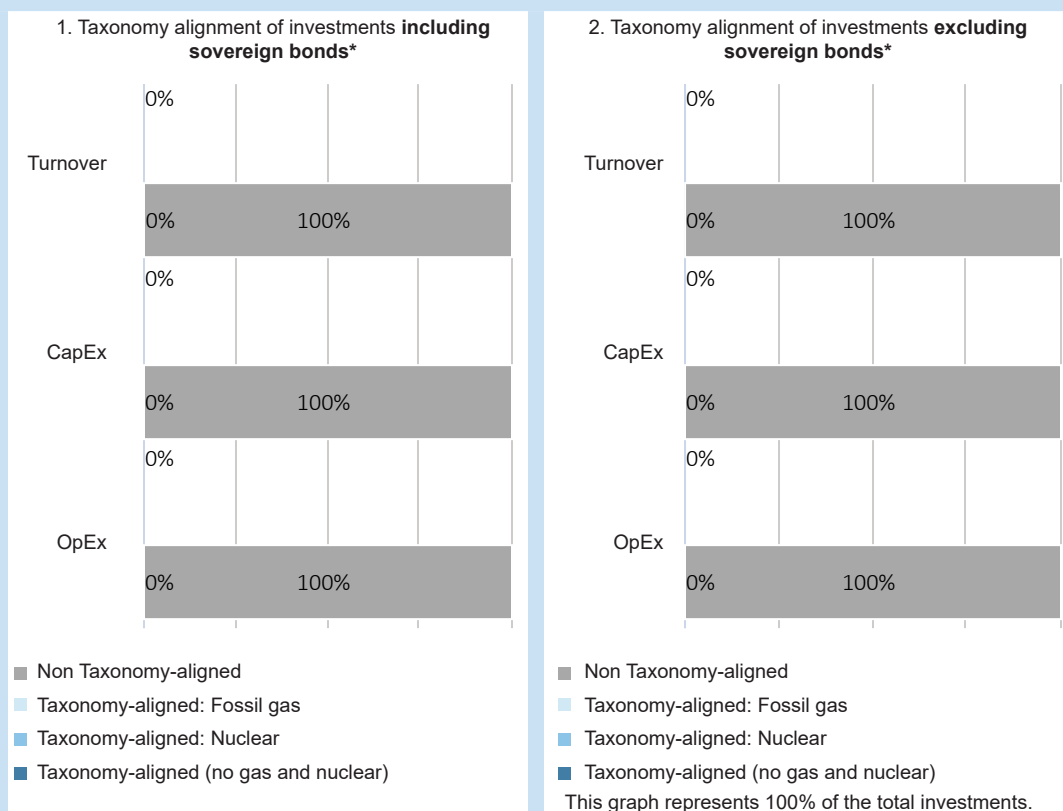 1. Taxonomy alignment of investments including
sovereign bonds*
0%
Turnover
0% 100%
0%
CapEx
0% 100%
0%
OpEx
0% 100%
Non Taxonomy-aligned
Taxonomy-aligned: Fossil gas
Taxonomy-aligned: Nuclear
Taxonomy-aligned (no gas and nuclear)
2. Taxonomy alignment of investments excluding
sovereign bonds*
0%
Turnover
0% 100%
0%
CapEx
0% 100%
0%
OpEx
0% 100%
Non Taxonomy-aligned
Taxonomy-aligned: Fossil gas
Taxonomy-aligned: Nuclear
Taxonomy-aligned (no gas and nuclear)
This graph represents 100% of the total investments.